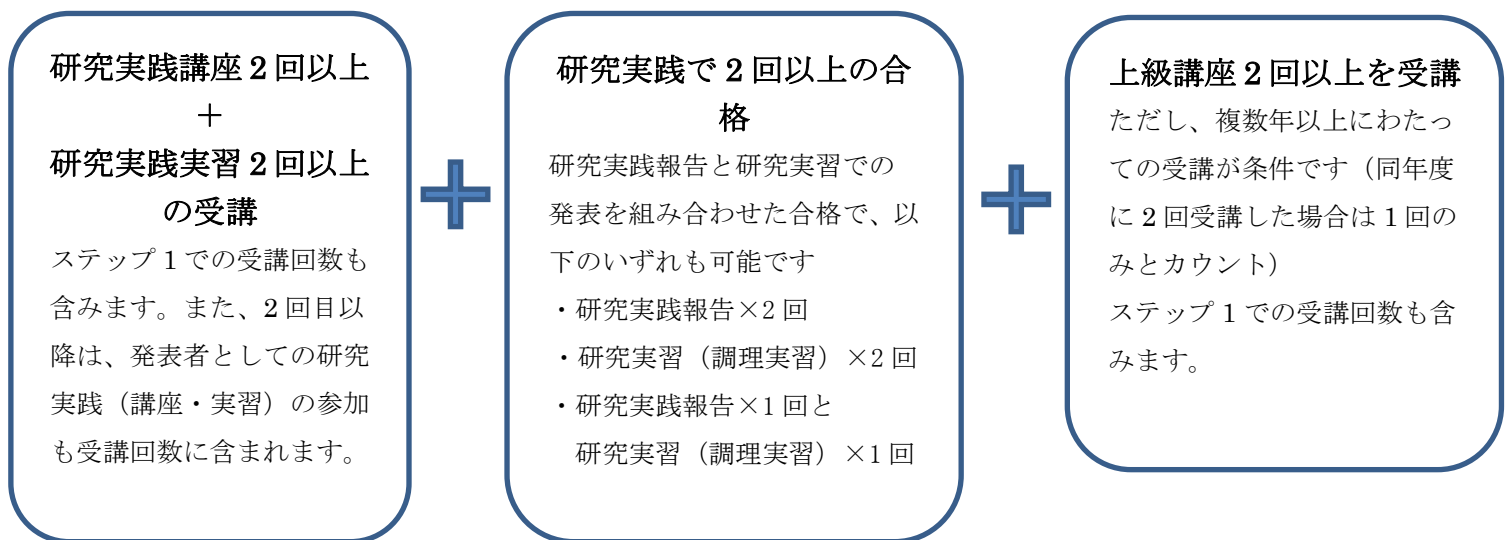 研究実践講座 2 回以上
＋
研究実践実習 2 回以上
の受講
ステップ 1 での受講回数も
含みます。また、2 回目以
降は、発表者としての研究
実践（講座・実習）の参加
も受講回数に含まれます。
研究実践で 2 回以上の合
格
研究実践報告と研究実習での
発表を組み合わせた合格で、以
下のいずれも可能です
・研究実践報告×2 回
・研究実習（調理実習）×2 回
・研究実践報告×1 回と
研究実習（調理実習）×1 回
上級講座 2 回以上を受講
ただし、複数年以上にわたっ
ての受講が条件です（同年度
に 2 回受講した場合は 1 回の
みとカウント）
ステップ 1 での受講回数も含
みます。